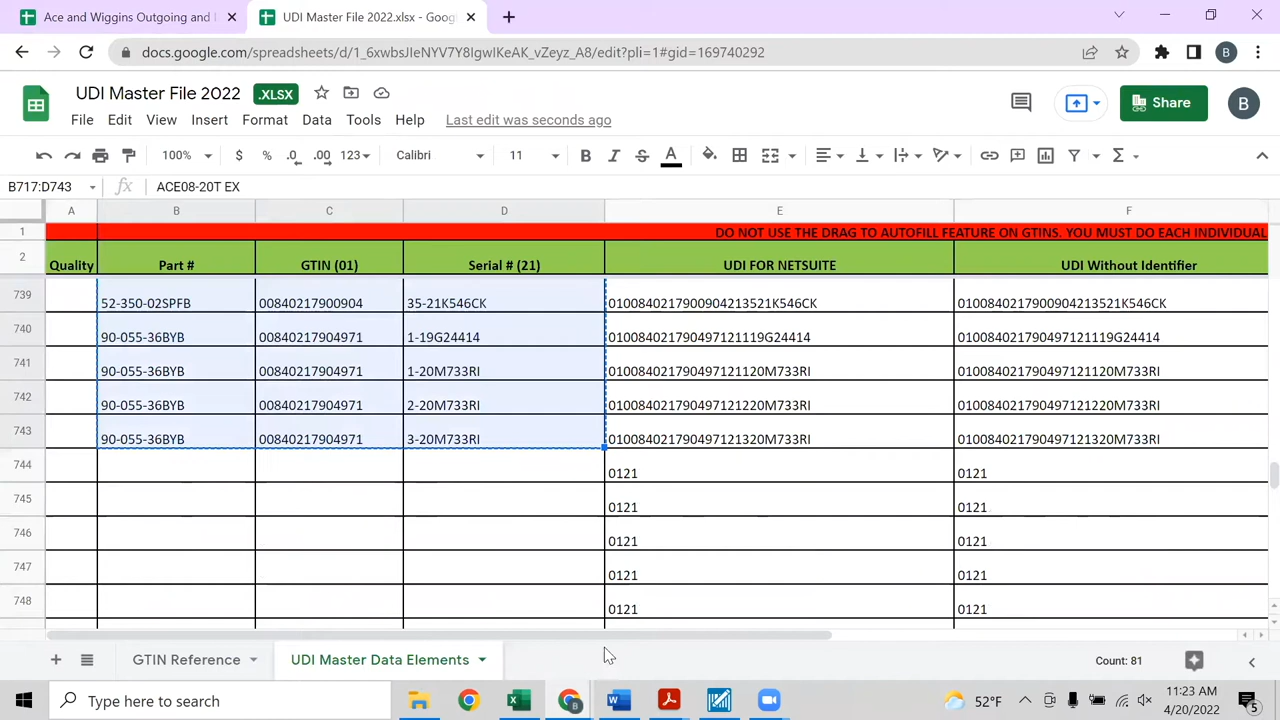 Ace and Wiggins Outgoing and
UDI Master File 2022.xlsx - Goog
docs.google.com/spreadsheets/d/1_6xwbsJIeNYV7Y8IgwIKeAK_vZeyz_A8/edit?pli=1#gid=169740292
B
UDI Master File 2022 .XLSX
Share
B
File Edit View Insert Format Data Tools Help Last edit was seconds ago
100% $ % .0 .00 123 Calibri 11 B I S A
B717:D743 fx ACE08-20T EX
A B C D E F
1 DO NOT USE THE DRAG TO AUTOFILL FEATURE ON GTINS. YOU MUST DO EACH INDIVIDUAL
2 Quality Part # GTIN (01) Serial # (21) UDI FOR NETSUITE UDI Without Identifier
739 52-350-02SPFB 00840217900904 35-21K546CK 0100840217900904213521K546CK 0100840217900904213521K546CK
740 90-055-36BYB 00840217904971 1-19G24414 010084021790497121119G24414 010084021790497121119G24414
741 90-055-36BYB 00840217904971 1-20M733RI 010084021790497121120M733RI 010084021790497121120M733RI
742 90-055-36BYB 00840217904971 2-20M733RI 010084021790497121220M733RI 010084021790497121220M733RI
743 90-055-36BYB 00840217904971 3-20M733RI 010084021790497121320M733RI 010084021790497121320M733RI
744 0121 0121
745 0121 0121
746 0121 0121
747 0121 0121
748 0121 0121
GTIN Reference UDI Master Data Elements Count: 81
Type here to search
52°F
11:23 AM
4/20/2022
5